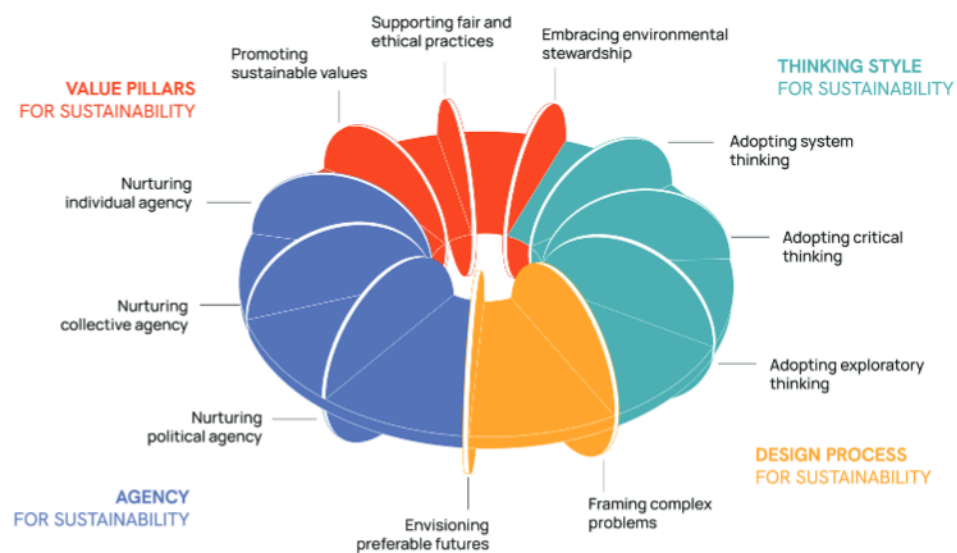 Supporting fair and
ethical practices
Embracing environmental
stewardship
Promoting
sustainable values
VALUE PILLARS
FOR SUSTAINABILITY
THINKING STYLE
FOR SUSTAINABILITY
Adopting system
thinking
Nurturing
individual agency
Adopting critical
thinking
Nurturing
collective agency
Adopting exploratory
thinking
Nurturing
political agency
DESIGN PROCESS
FOR SUSTAINABILITY
AGENCY
FOR SUSTAINABILITY
Framing complex
problems
Envisioning
preferable futures